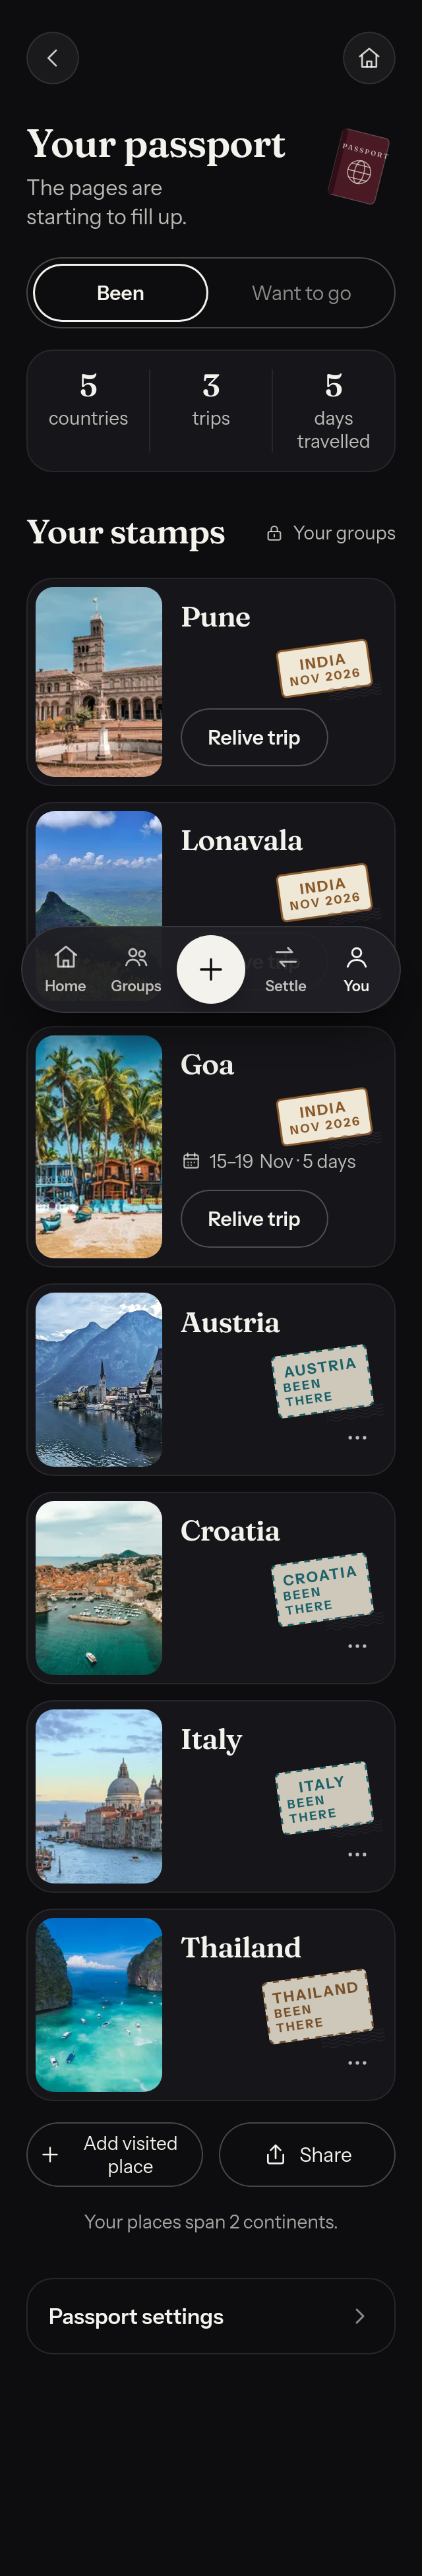 Your passport
PASSPORT
The pages are
starting to fill up.
Been
Want to go
5
countries
3
trips
5
days
travelled
Your stamps
Your groups
Pune
INDIA
NOV 2026
Relive trip
Lonavala
INDIA
NOV 2026
Home
Groups
Settle
You
Goa
INDIA
NOV 2026
15–19 Nov · 5 days
Relive trip
Austria
AUSTRIA
BEEN
THERE
Croatia
CROATIA
BEEN
THERE
Italy
ITALY
BEEN
THERE
Thailand
THAILAND
BEEN
THERE
Add visited
place
Share
Your places span 2 continents.
Passport settings